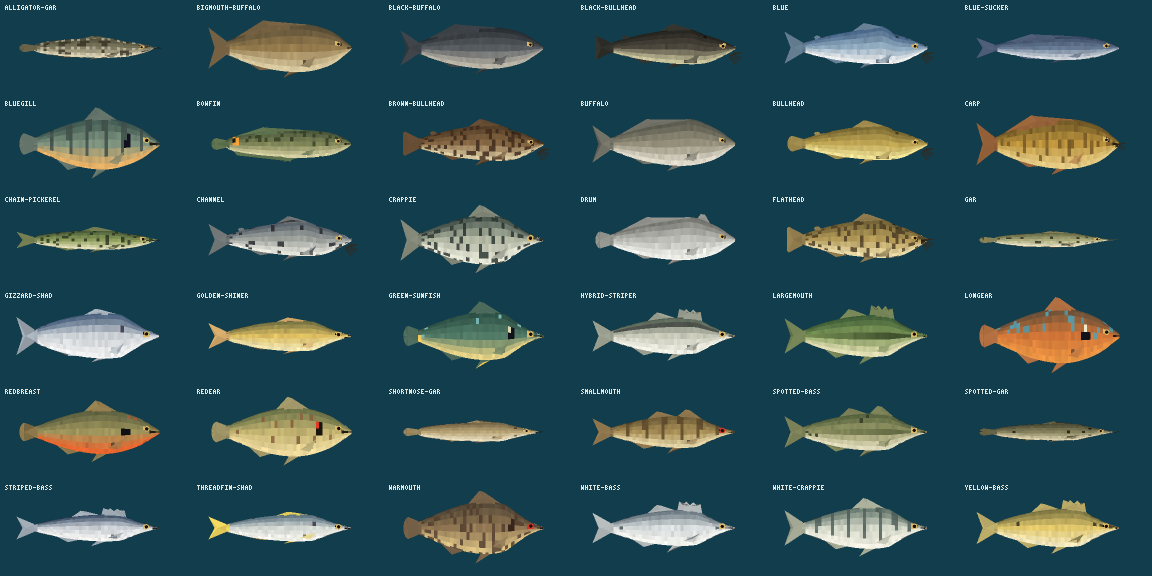 ALLIGATOR-GAR
BIGMOUTH-BUFFALO
BLACK-BUFFALO
BLACK-BULLHEAD
BLUE
BLUE-SUCKER
BLUEGILL
BOWFIN
BROWN-BULLHEAD
BUFFALO
BULLHEAD
CARP
CHAIN-PICKEREL
CHANNEL
CRAPPIE
DRUM
FLATHEAD
GAR
GIZZARD-SHAD
GOLDEN-SHINER
GREEN-SUNFISH
HYBRID-STRIPER
LARGEMOUTH
LONGEAR
REDBREAST
REDEAR
SHORTNOSE-GAR
SMALLMOUTH
SPOTTED-BASS
SPOTTED-GAR
STRIPED-BASS
THREADFIN-SHAD
WARMOUTH
WHITE-BASS
WHITE-CRAPPIE
YELLOW-BASS